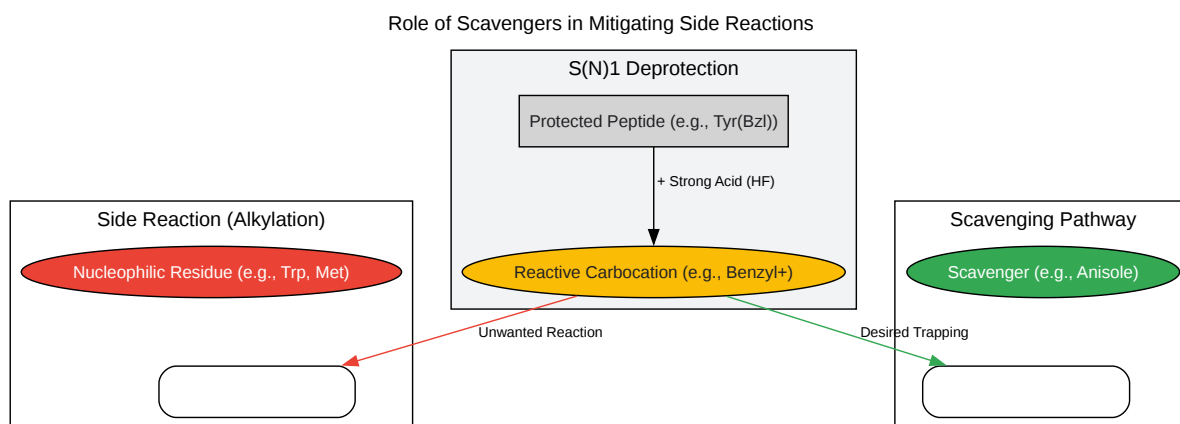 Role of Scavengers in Mitigating Side Reactions
S(N)1 Deprotection
Protected Peptide (e.g., Tyr(Bzl))
+ Strong Acid (HF)
Side Reaction (Alkylation)
Scavenging Pathway
Nucleophilic Residue (e.g., Trp, Met)
Reactive Carbocation (e.g., Benzyl+)
Scavenger (e.g., Anisole)
Unwanted Reaction
Desired Trapping